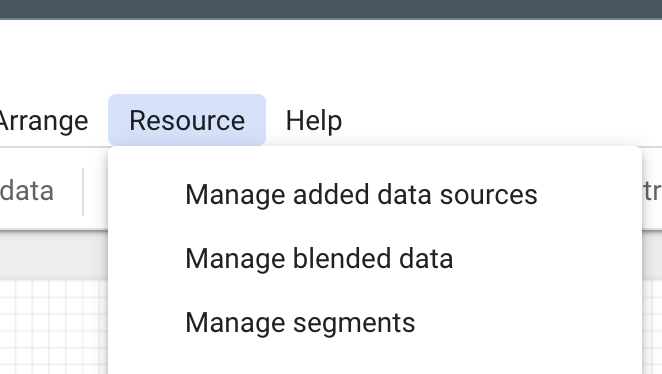 Arrange Resource Help
data
Manage added data sources
Manage blended data
Manage segments